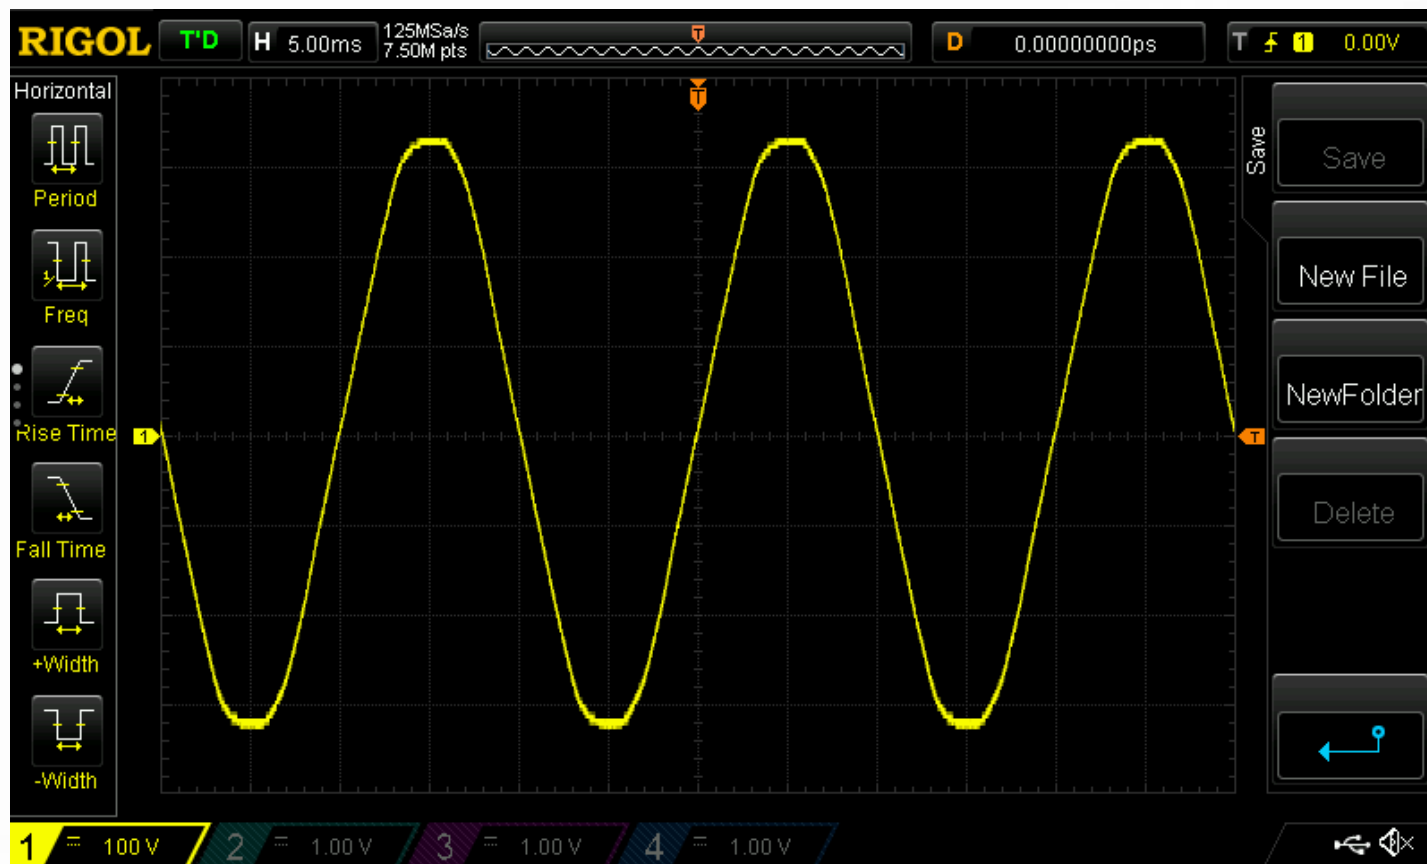 RIGOL T'D H 5.00ms 125MSa/s 7.50M pts T D 0.00000000ps T 1 0.00V
Horizontal
T
Period
1/
Freq
Rise Time
Fall Time
+Width
-Width
1
T
Save
Save
New File
NewFolder
Delete
1 100 V 2 1.00 V 3 1.00 V 4 1.00 V